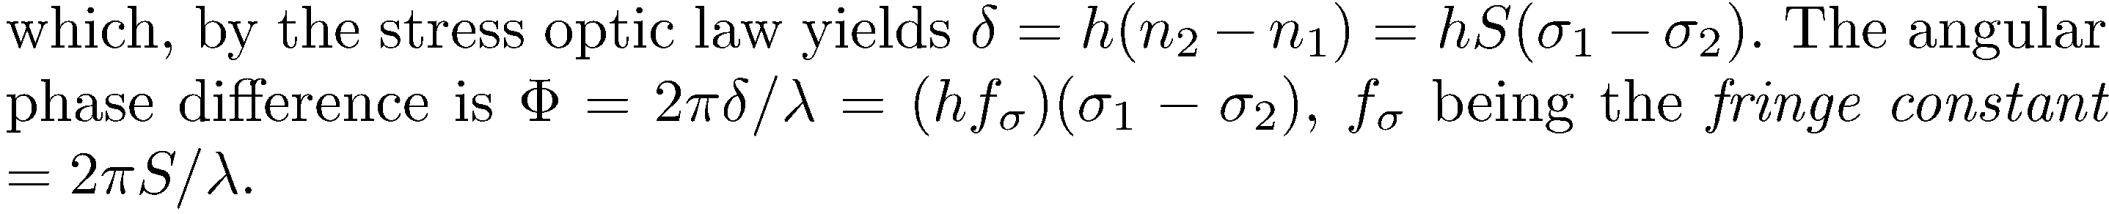 which, by the stress optic law yields δ = h(n₂ − n₁) = hS(σ₁ − σ₂). The angular
phase difference is Φ = 2πδ/λ = (hf_σ)(σ₁ − σ₂), f_σ being the fringe constant
= 2πS/λ.